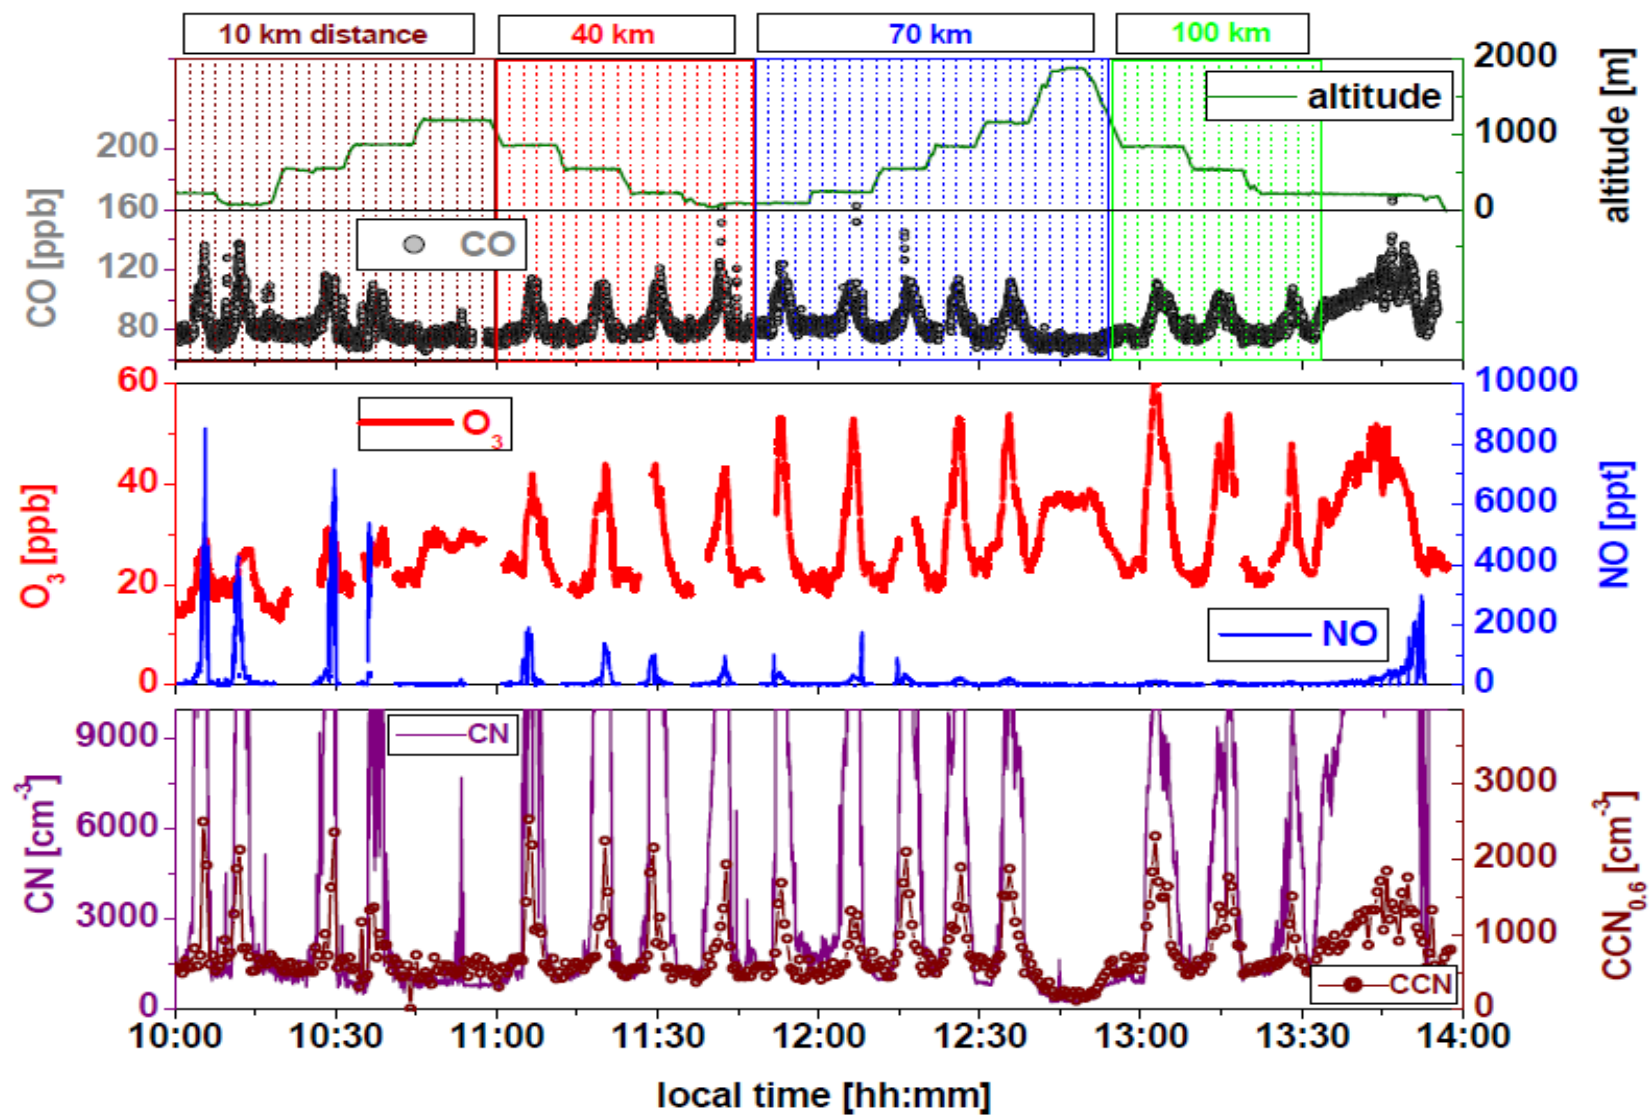 10 km distance 40 km 70 km 100 km
2000
altitude
200 1000
160 0
CO
120
80
CO [ppb]
altitude [m]
60 10000
O3
8000
40 6000
4000
20
NO 2000
0 0
O3 [ppb]
NO [ppt]
CN
9000
3000
6000
2000
3000
1000
CCN
0 0
CN [cm-3]
CCN0.6 [cm-3]
10:00 10:30 11:00 11:30 12:00 12:30 13:00 13:30 14:00
local time [hh:mm]